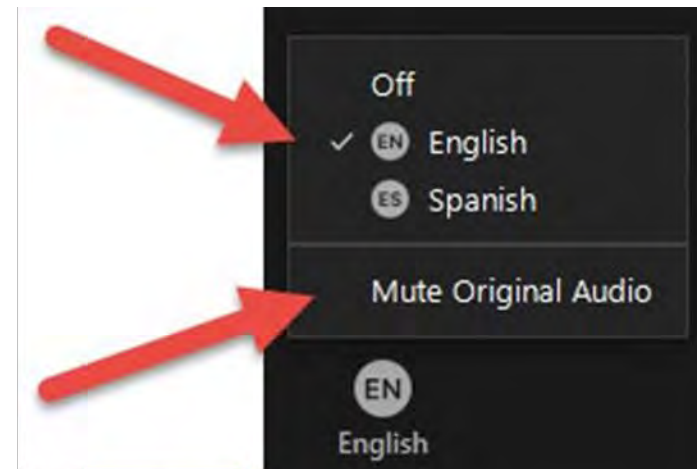 Off
EN English
ES Spanish
Mute Original Audio
EN
English